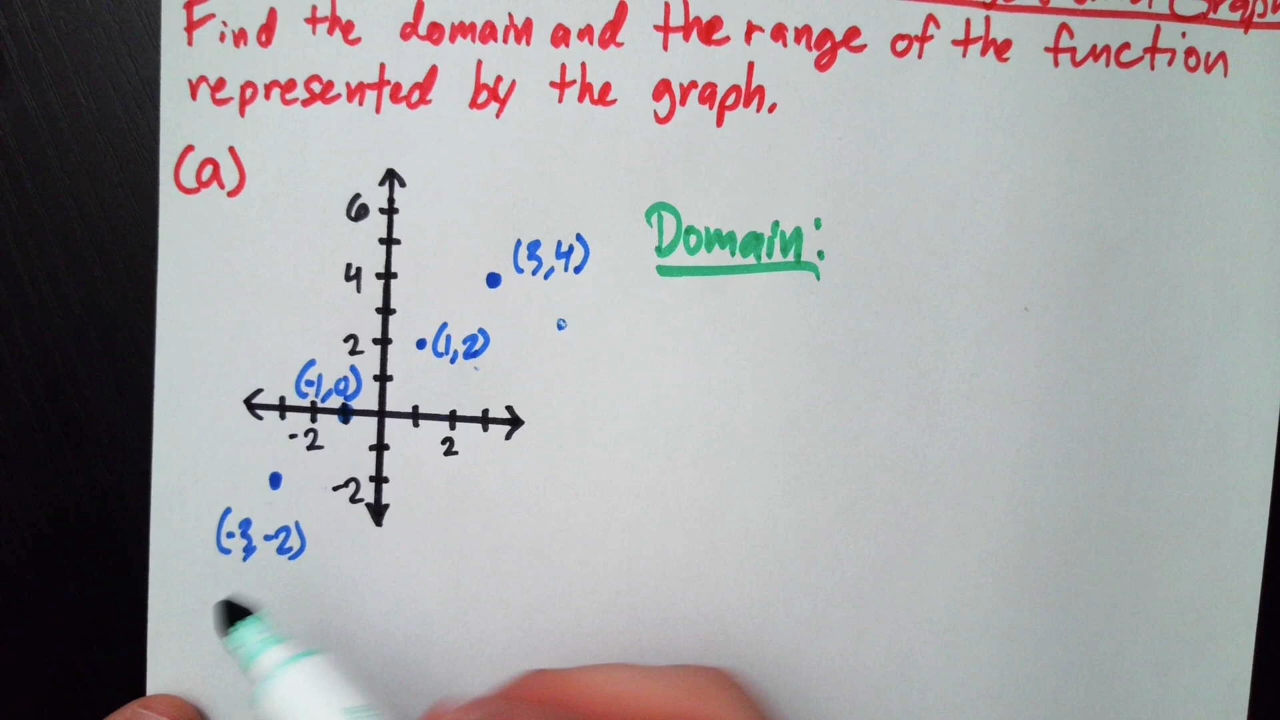 Find the domain and the range of the function
represented by the graph.
(a)
6
Domain:
(3,4)
4
2
(1,2)
(-1,0)
-2
2
-2
(-3,-2)